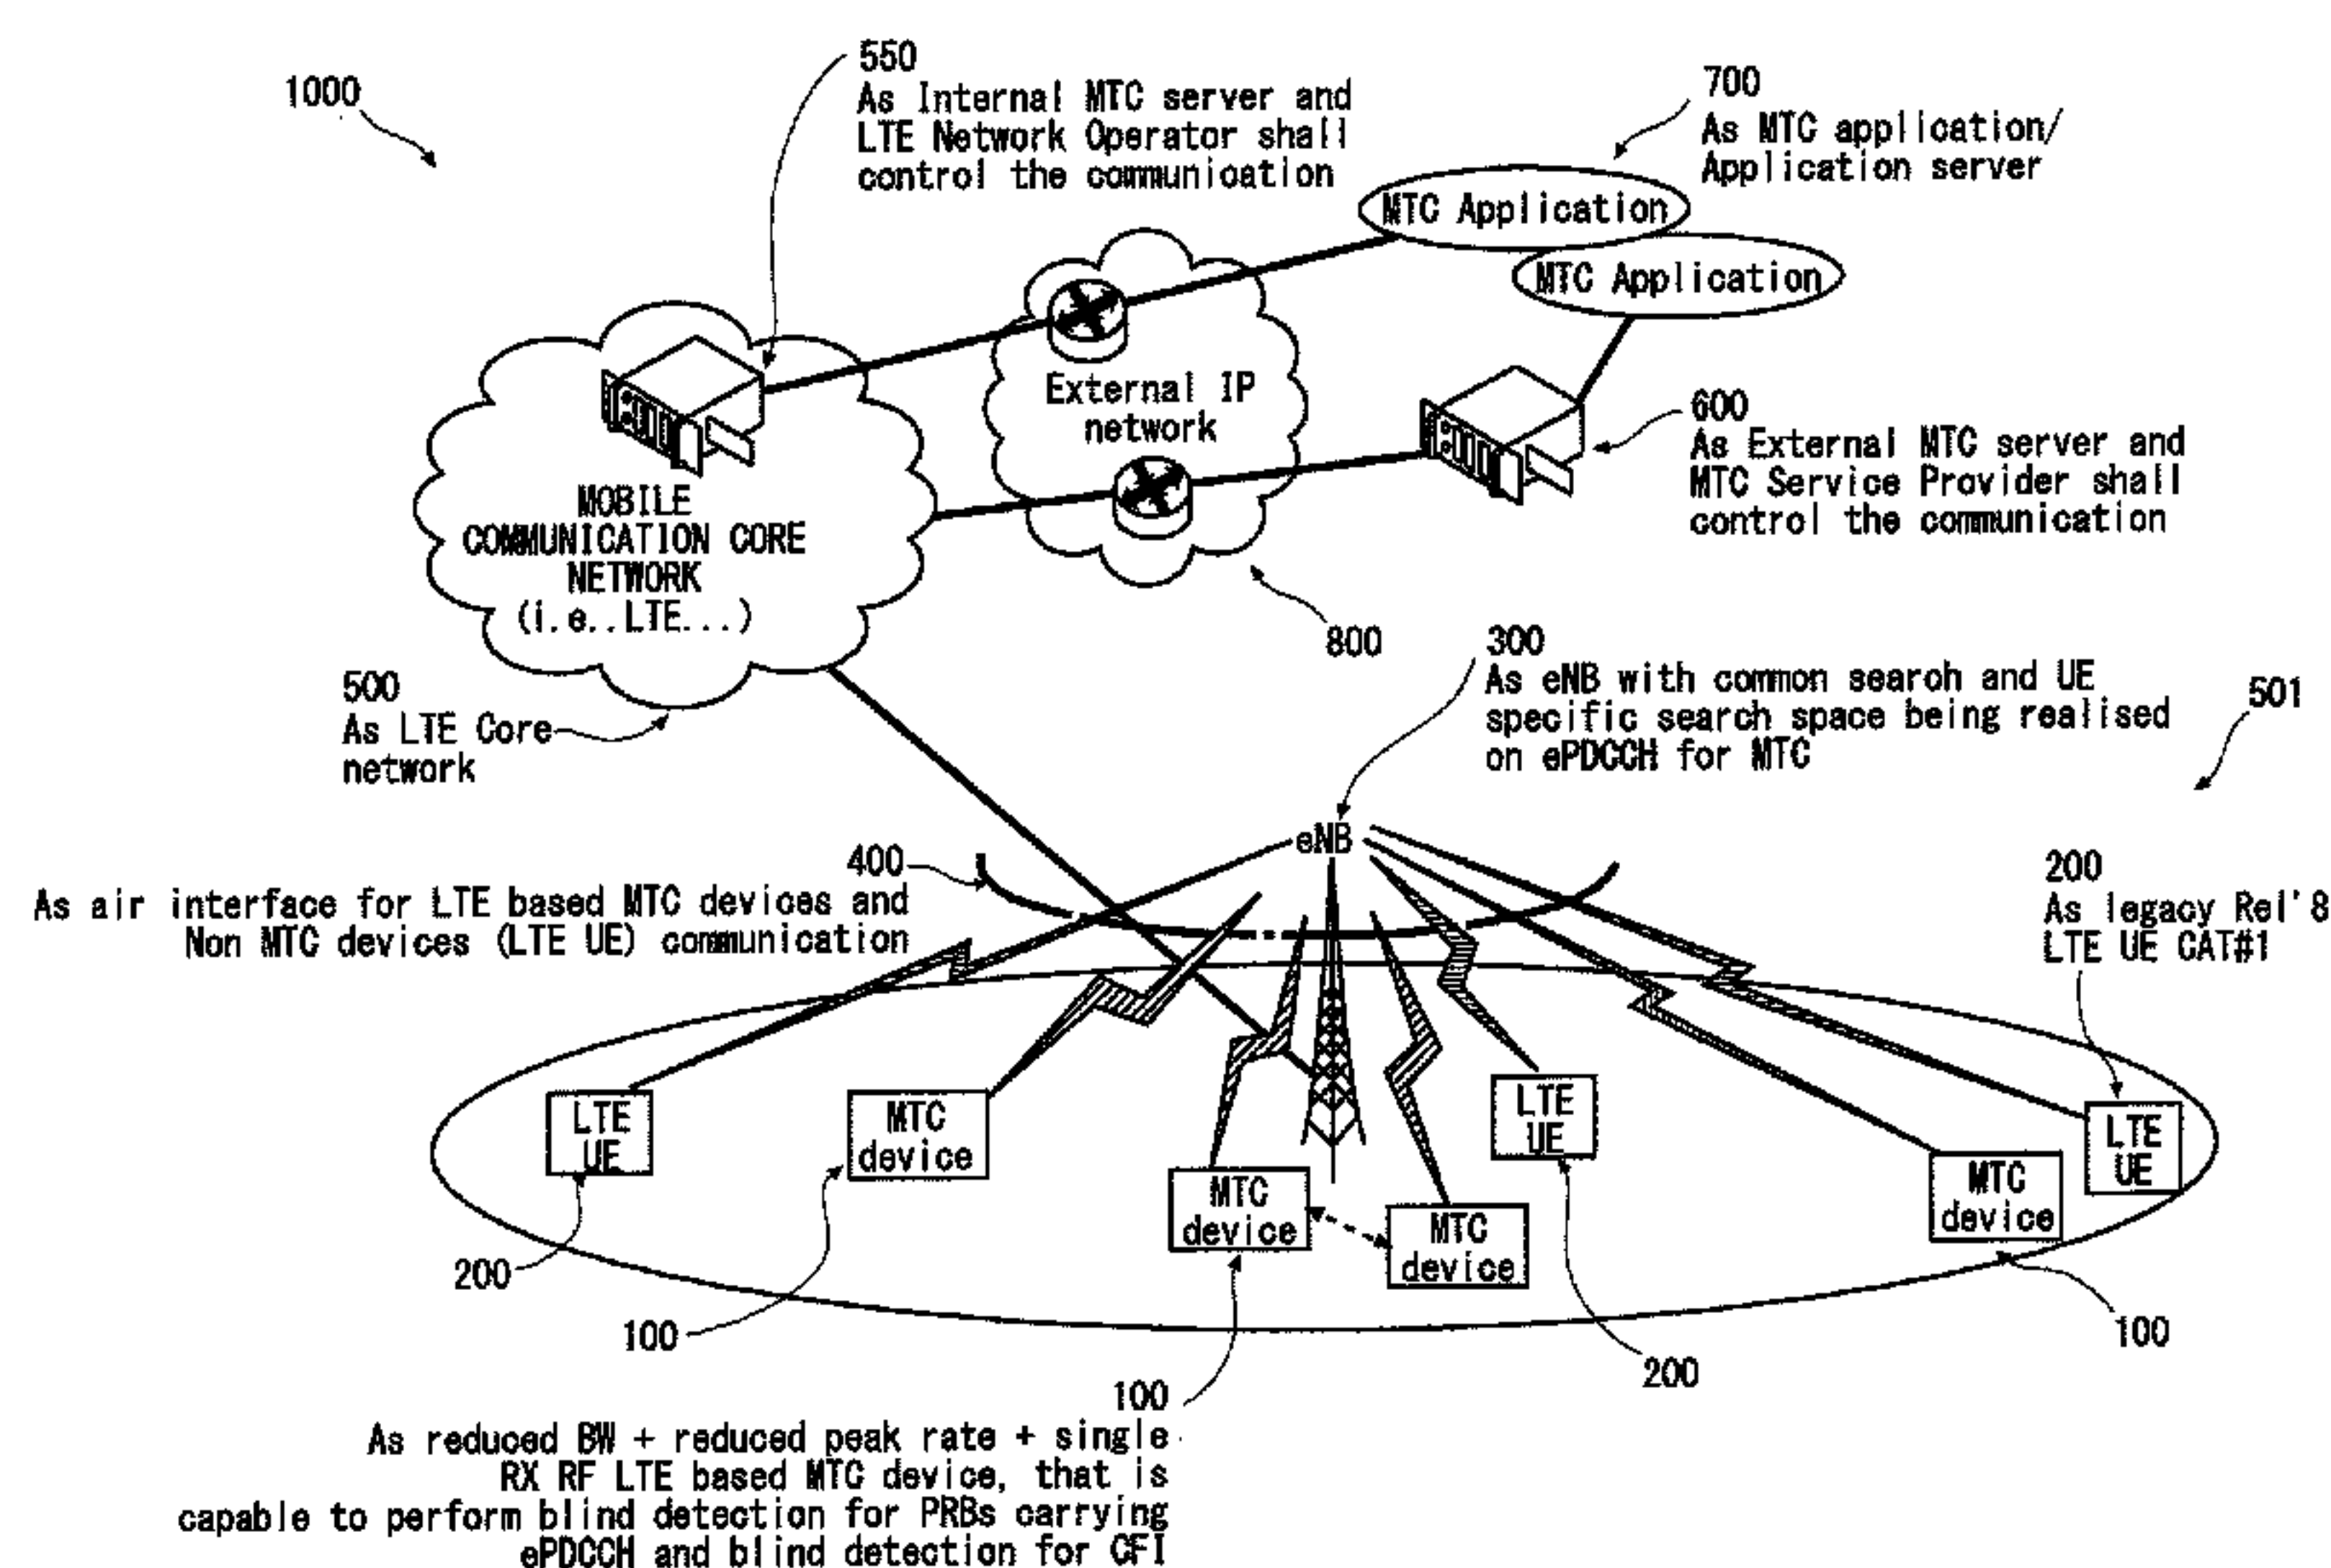 1000
550
As Internal MTC server and
LTE Network Operator shall
control the communication
700
As MTC application/
Application server
MTC Application
MTC Application
External IP
network
600
As External MTC server and
MTC Service Provider shall
control the communication
MOBILE
COMMUNICATION CORE
NETWORK
(i.e..LTE...)
800
500
As LTE Core
network
300
As eNB with common search and UE
specific search space being realised
on ePDCCH for MTC
501
eNB
400
As air interface for LTE based MTC devices and
Non MTC devices (LTE UE) communication
200
As legacy Rel'8
LTE UE CAT#1
LTE
UE
MTC
device
MTC
device
MTC
device
LTE
UE
MTC
device
LTE
UE
200
100
200
100
100
As reduced BW + reduced peak rate + single
RX RF LTE based MTC device, that is
capable to perform blind detection for PRBs carrying
ePDCCH and blind detection for CFI